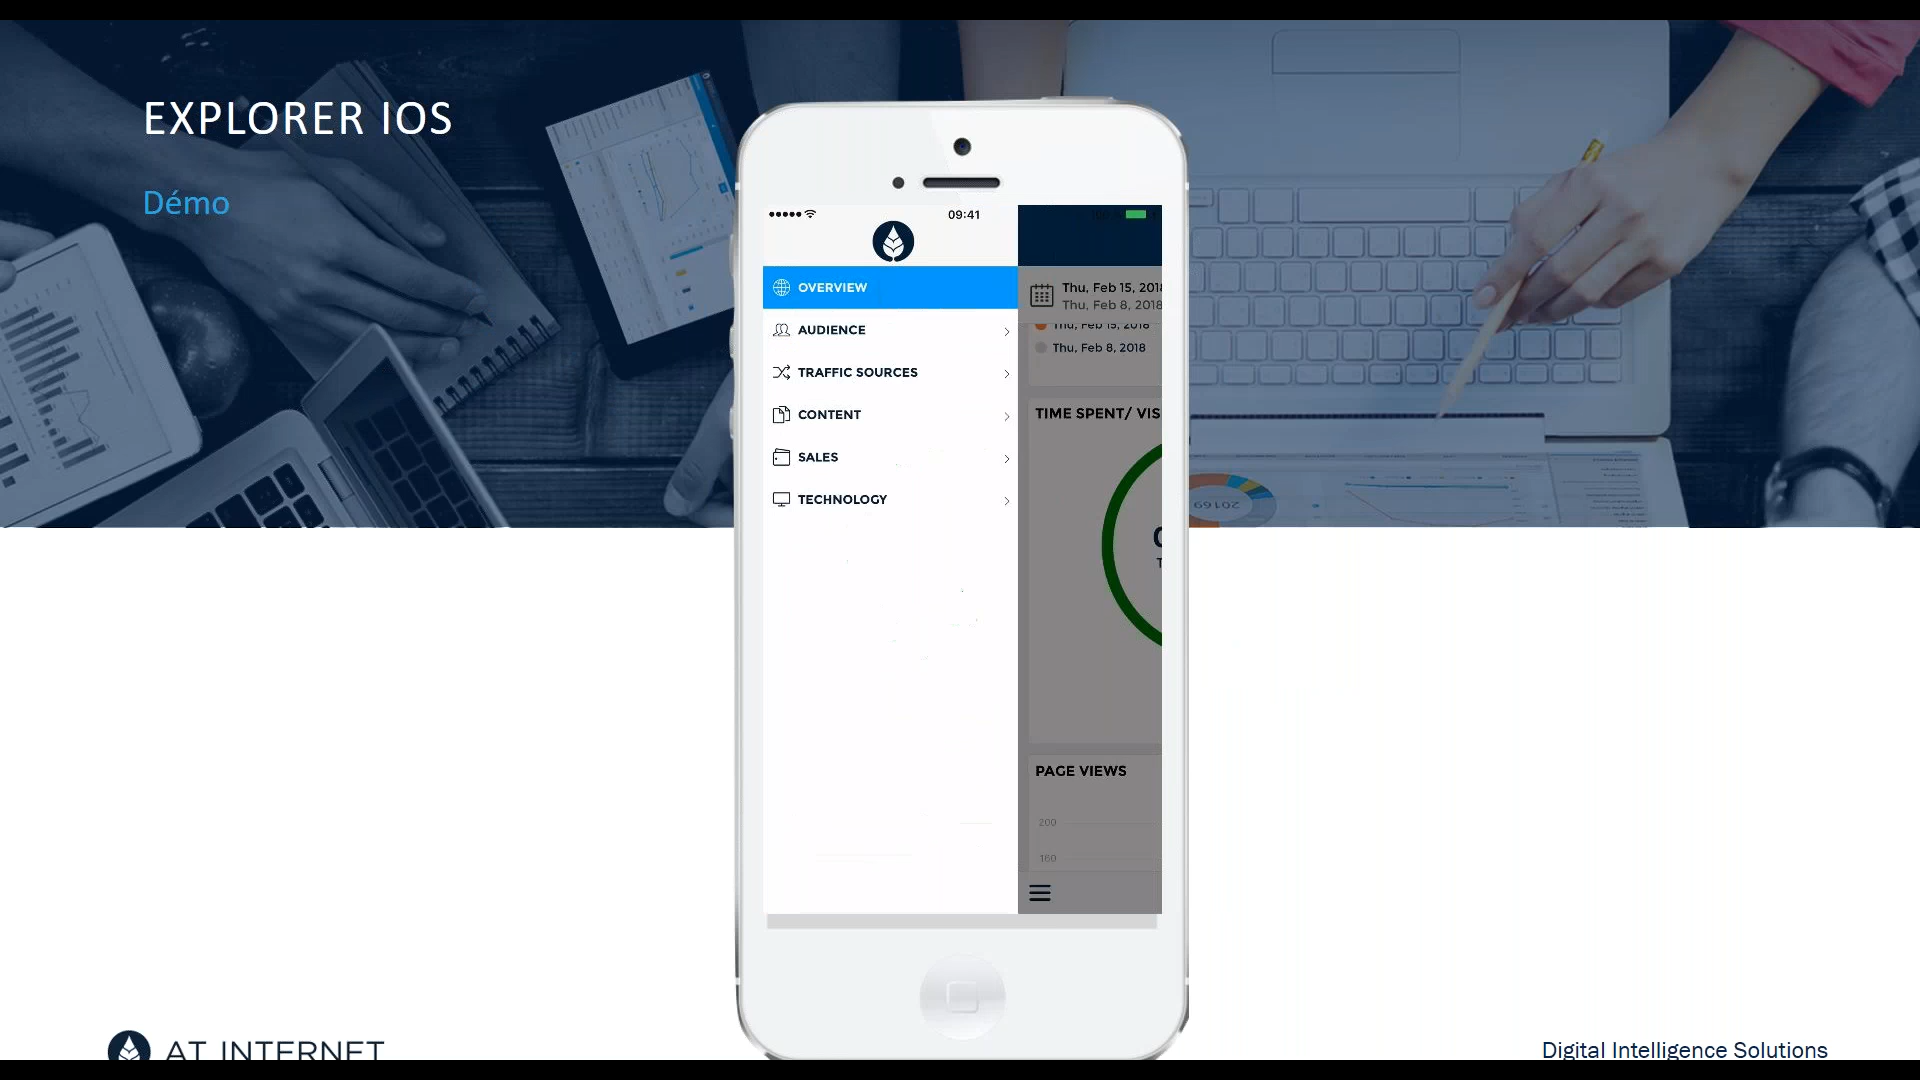 EXPLORER IOS
Démo
09:41
OVERVIEW
AUDIENCE
TRAFFIC SOURCES
CONTENT
SALES
TECHNOLOGY
Thu, Feb 15, 2018
Thu, Feb 8, 2018
Thu, Feb 15, 2018
Thu, Feb 8, 2018
TIME SPENT/ VIS
PAGE VIEWS
200
160
20169
AT INTERNET
Digital Intelligence Solutions